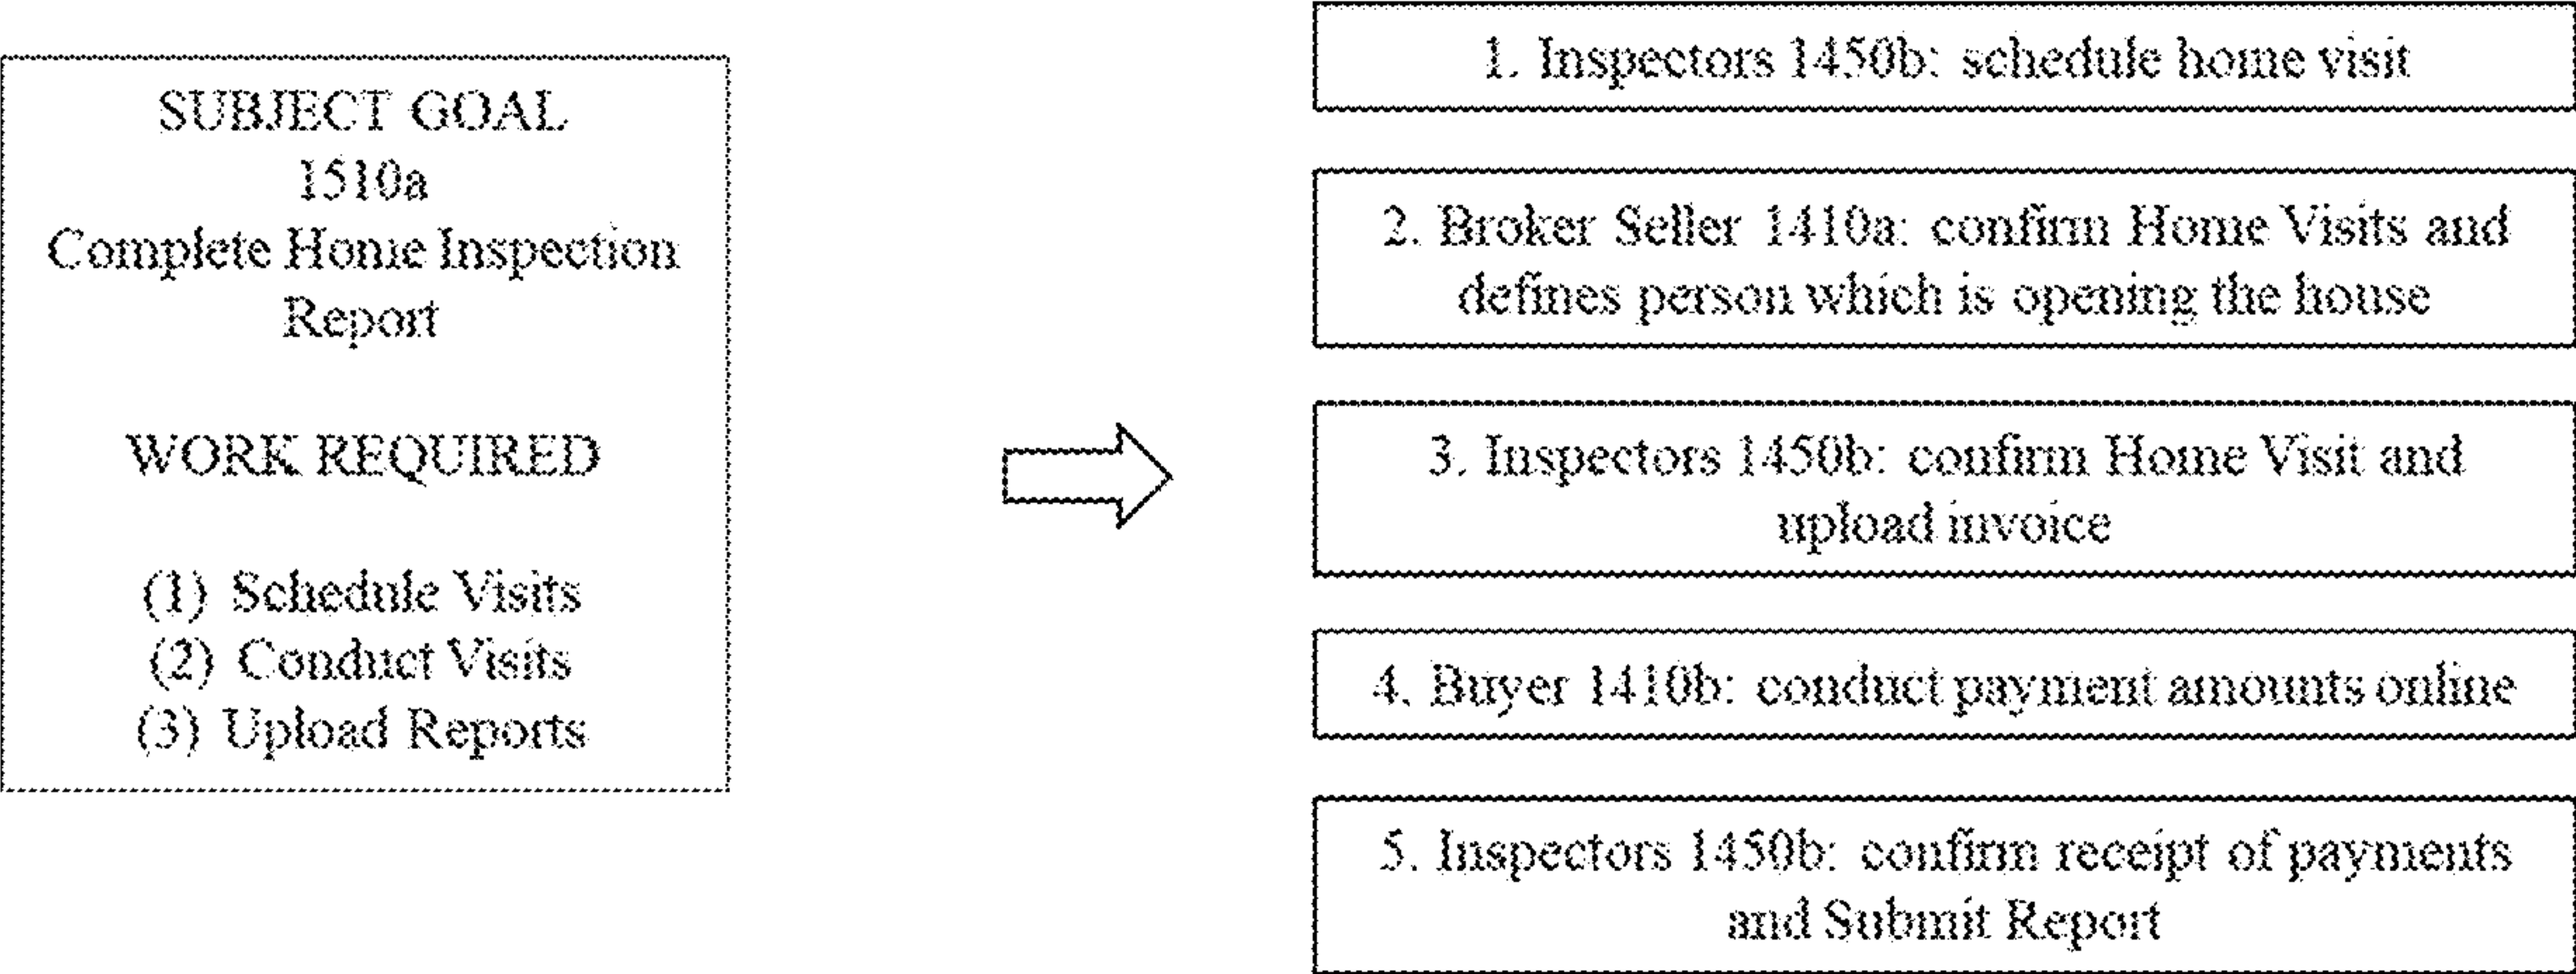 SUBJECT GOAL
1510a
Complete Home Inspection
Report
WORK REQUIRED
(1) Schedule Visits
(2) Conduct Visits
(3) Upload Reports
1. Inspectors 1450b: schedule home visit
2. Broker Seller 1410a: confirm Home Visits and
defines person which is opening the house
3. Inspectors 1450b: confirm Home Visit and
upload invoice
4. Buyer 1410b: conduct payment amounts online
5. Inspectors 1450b: confirm receipt of payments
and Submit Report